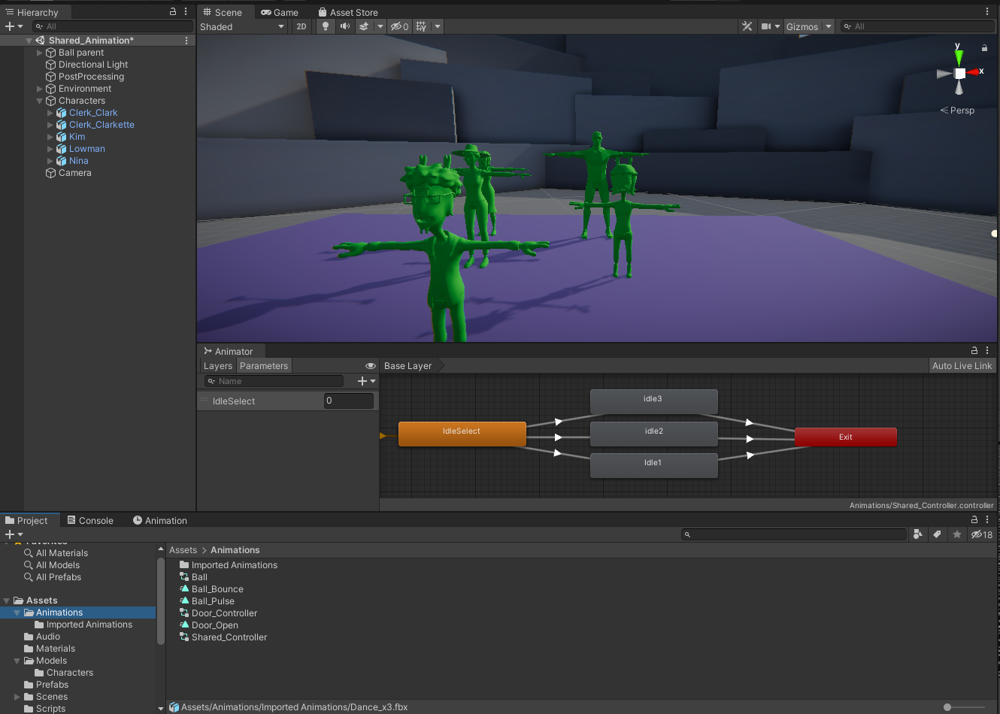 Hierarchy
All
Shared_Animation*
Ball parent
Directional Light
PostProcessing
Environment
Characters
Clerk_Clark
Clerk_Clarkette
Kim
Lowman
Nina
Camera
Scene Game Asset Store
Shaded 2D 0 Gizmos All
y
x
Persp
Animator
Layers Parameters Base Layer Auto Live Link
Name
IdleSelect 0
idle3
IdleSelect
idle2
Exit
Idle1
Animations/Shared_Controller.controller
Project Console Animation
18
Favorites
All Materials
All Models
All Prefabs
Assets
Animations
Imported Animations
Audio
Materials
Models
Characters
Prefabs
Scenes
Scripts
Assets > Animations
Imported Animations
Ball
Ball_Bounce
Ball_Pulse
Door_Controller
Door_Open
Shared_Controller
Assets/Animations/Imported Animations/Dance_x3.fbx